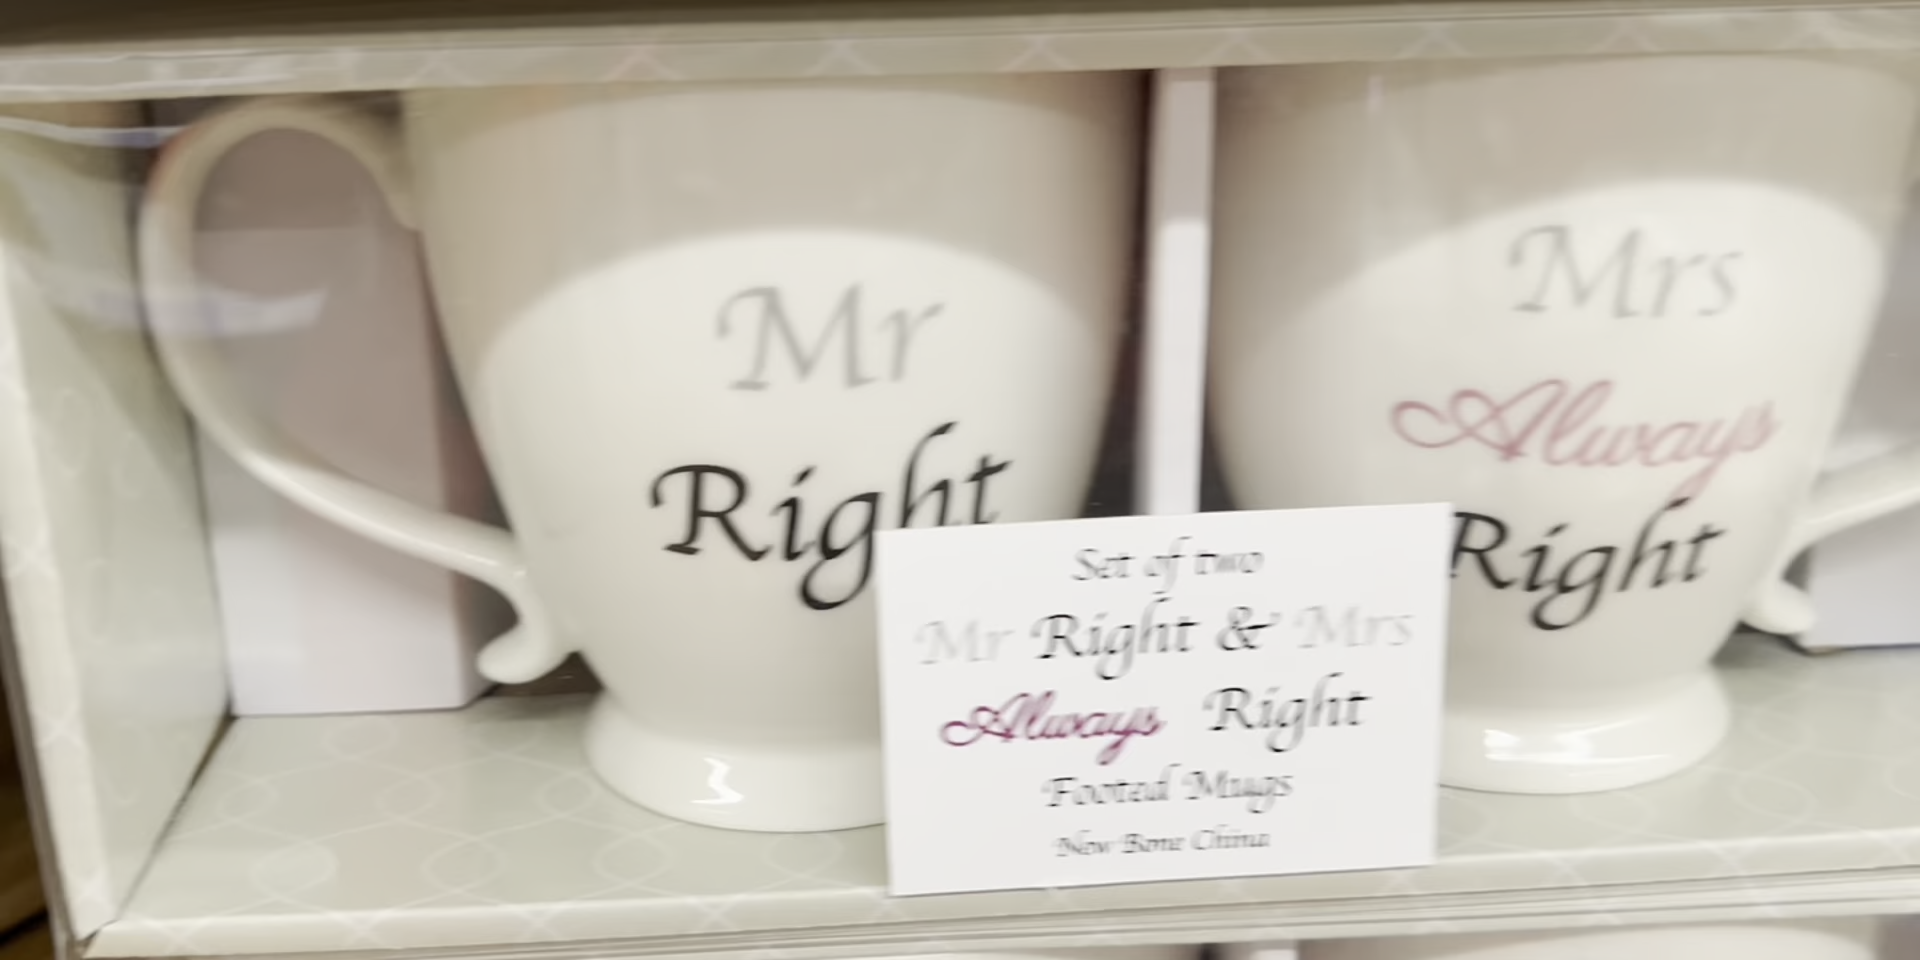 Mr
Right
Mrs
Always
Right
Set of two
Mr Right & Mrs
Always Right
Footed Mugs
New Bone China